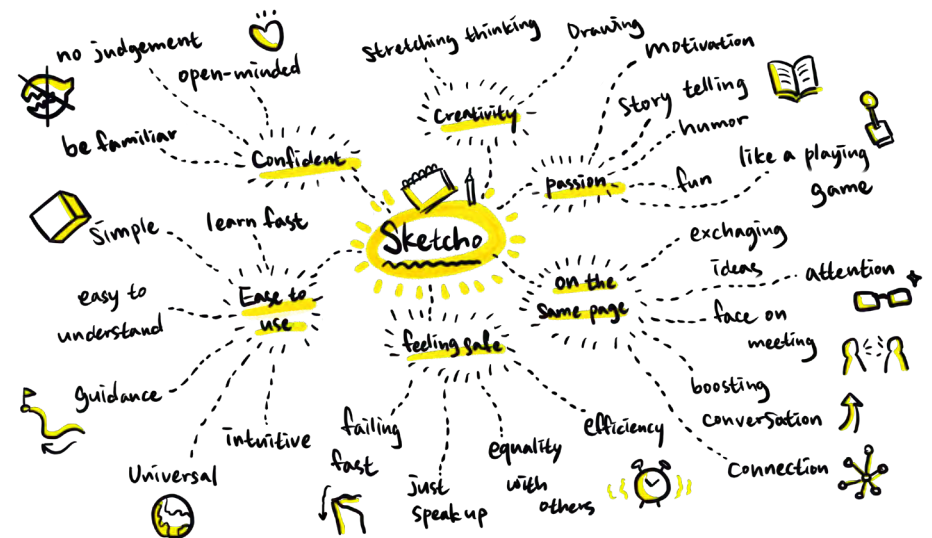 no judgement
open-minded
be familiar
Confident
Stretching thinking
Drawing
Creativity
motivation
story telling
humor
fun
like a playing
game
passion
Sketcho
learn fast
Simple
easy to
understand
guidance
Universal
intuitive
Ease to
use
feeling safe
failing
fast
just
speak up
equality
with
others
efficiency
on the
same page
exchaging
ideas
attention
face on
meeting
boosting
conversation
connection